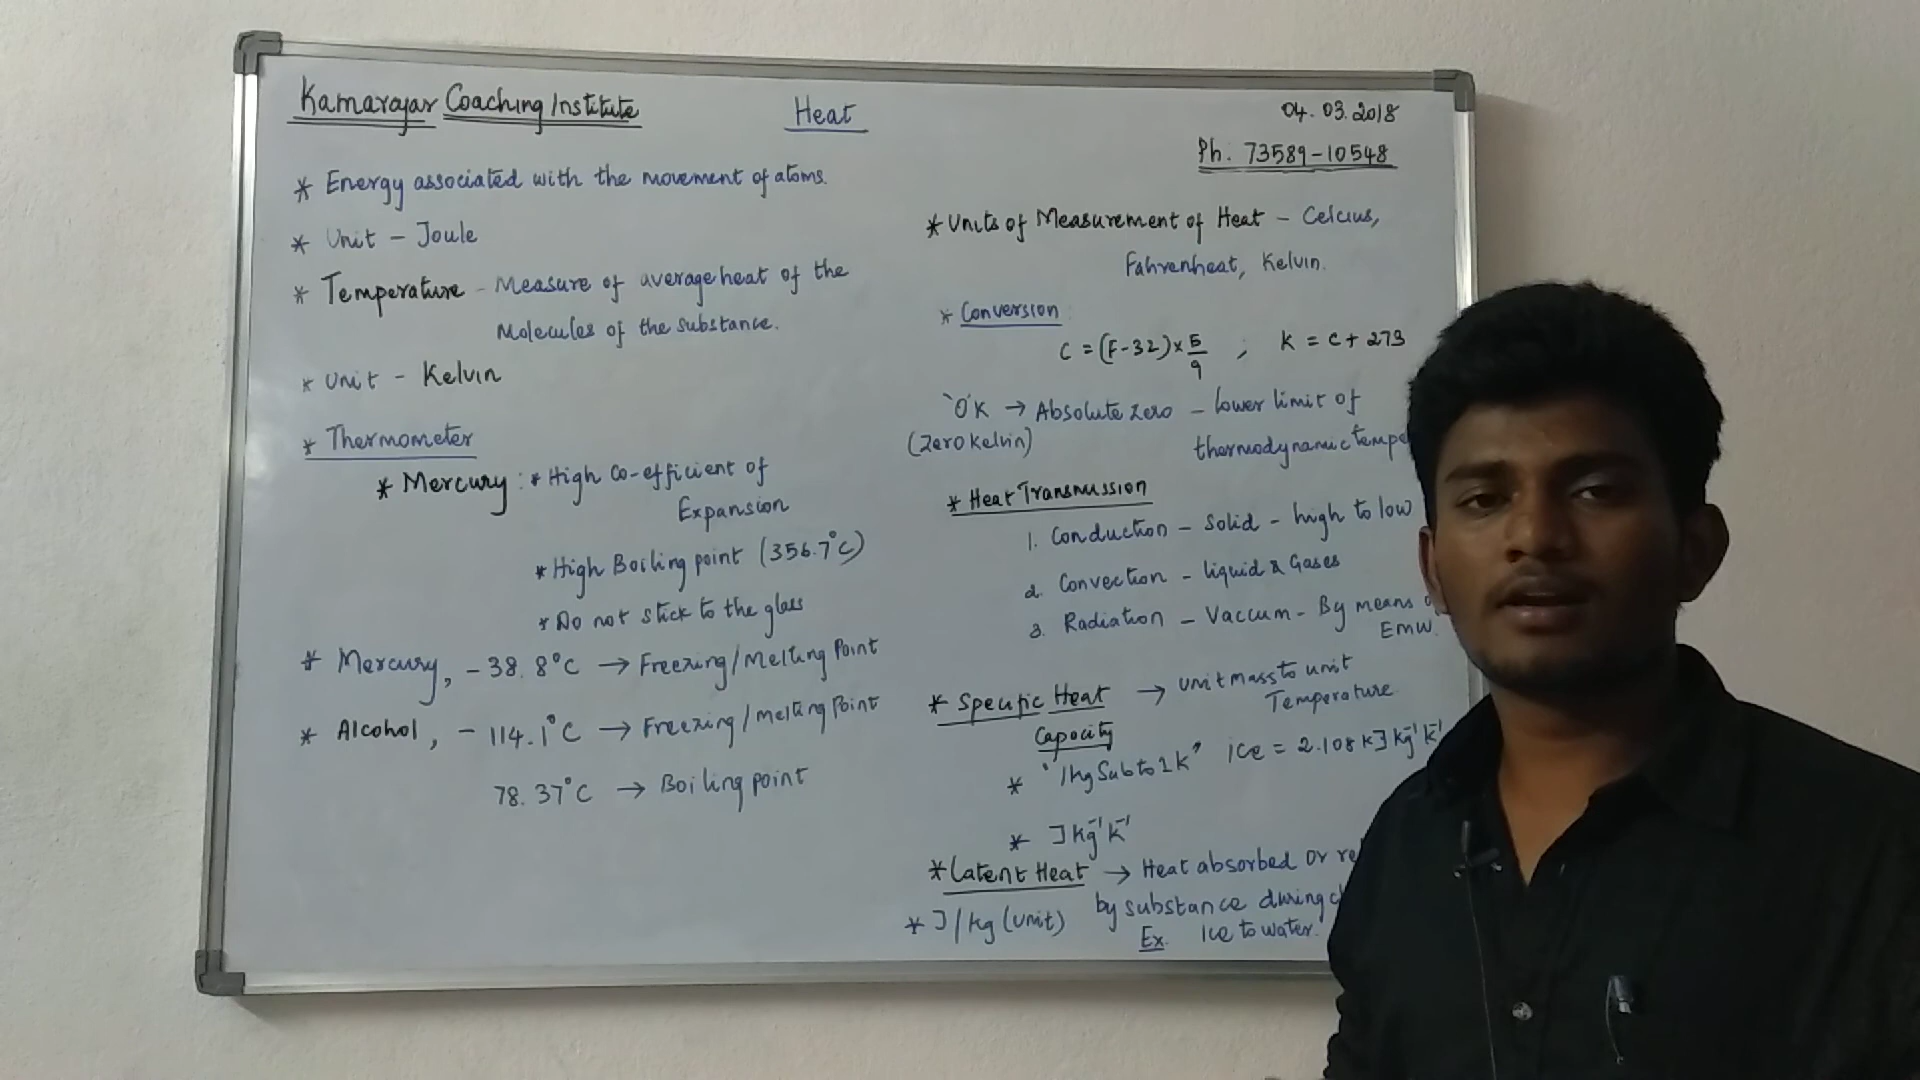 Kamarajar Coaching Institute
Heat
04.03.2018
Ph. 73589-10548
* Energy associated with the movement of atoms.
* Unit - Joule
* Temperature - Measure of average heat of the
Molecules of the substance.
* Unit - Kelvin
* Thermometer
* Mercury : * High Co-efficient of
Expansion
* High Boiling point (356.7°C)
* Do not stick to the glass
* Mercury, -38.8°C → Freezing/Melting Point
* Alcohol, -114.1°C → Freezing/melting Point
78.37°C → Boiling point
* Units of Measurement of Heat - Celcius,
Fahrenheat, Kelvin.
* Conversion :
C = (F-32) × 5/9 ; K = C + 273
'0'K → Absolute zero - lower limit of
(Zero kelvin) thermodynamic tempe
* Heat Transmission
1. Conduction - Solid - high to low
2. Convection - liquid & Gases
3. Radiation - Vaccum - By means
EMW.
* Specific Heat → unit mass to unit
Temperature
Capacity
* "1kg Sub to 1K" ice = 2.108 kJ kg⁻¹ K⁻¹
* J kg⁻¹ K⁻¹
* Latent Heat → Heat absorbed or re
by substance during c
* J/kg (unit)
Ex. Ice to water.